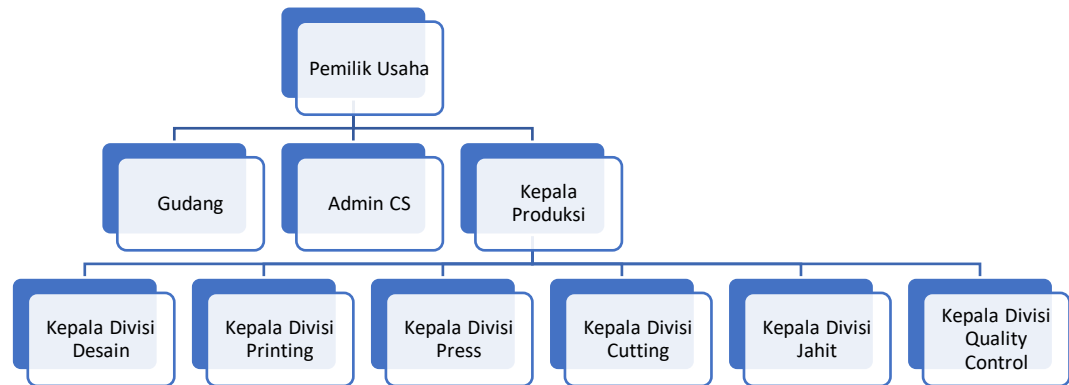 Pemilik Usaha
Gudang
Admin CS
Kepala
Produksi
Kepala Divisi
Desain
Kepala Divisi
Printing
Kepala Divisi
Press
Kepala Divisi
Cutting
Kepala Divisi
Jahit
Kepala Divisi
Quality
Control